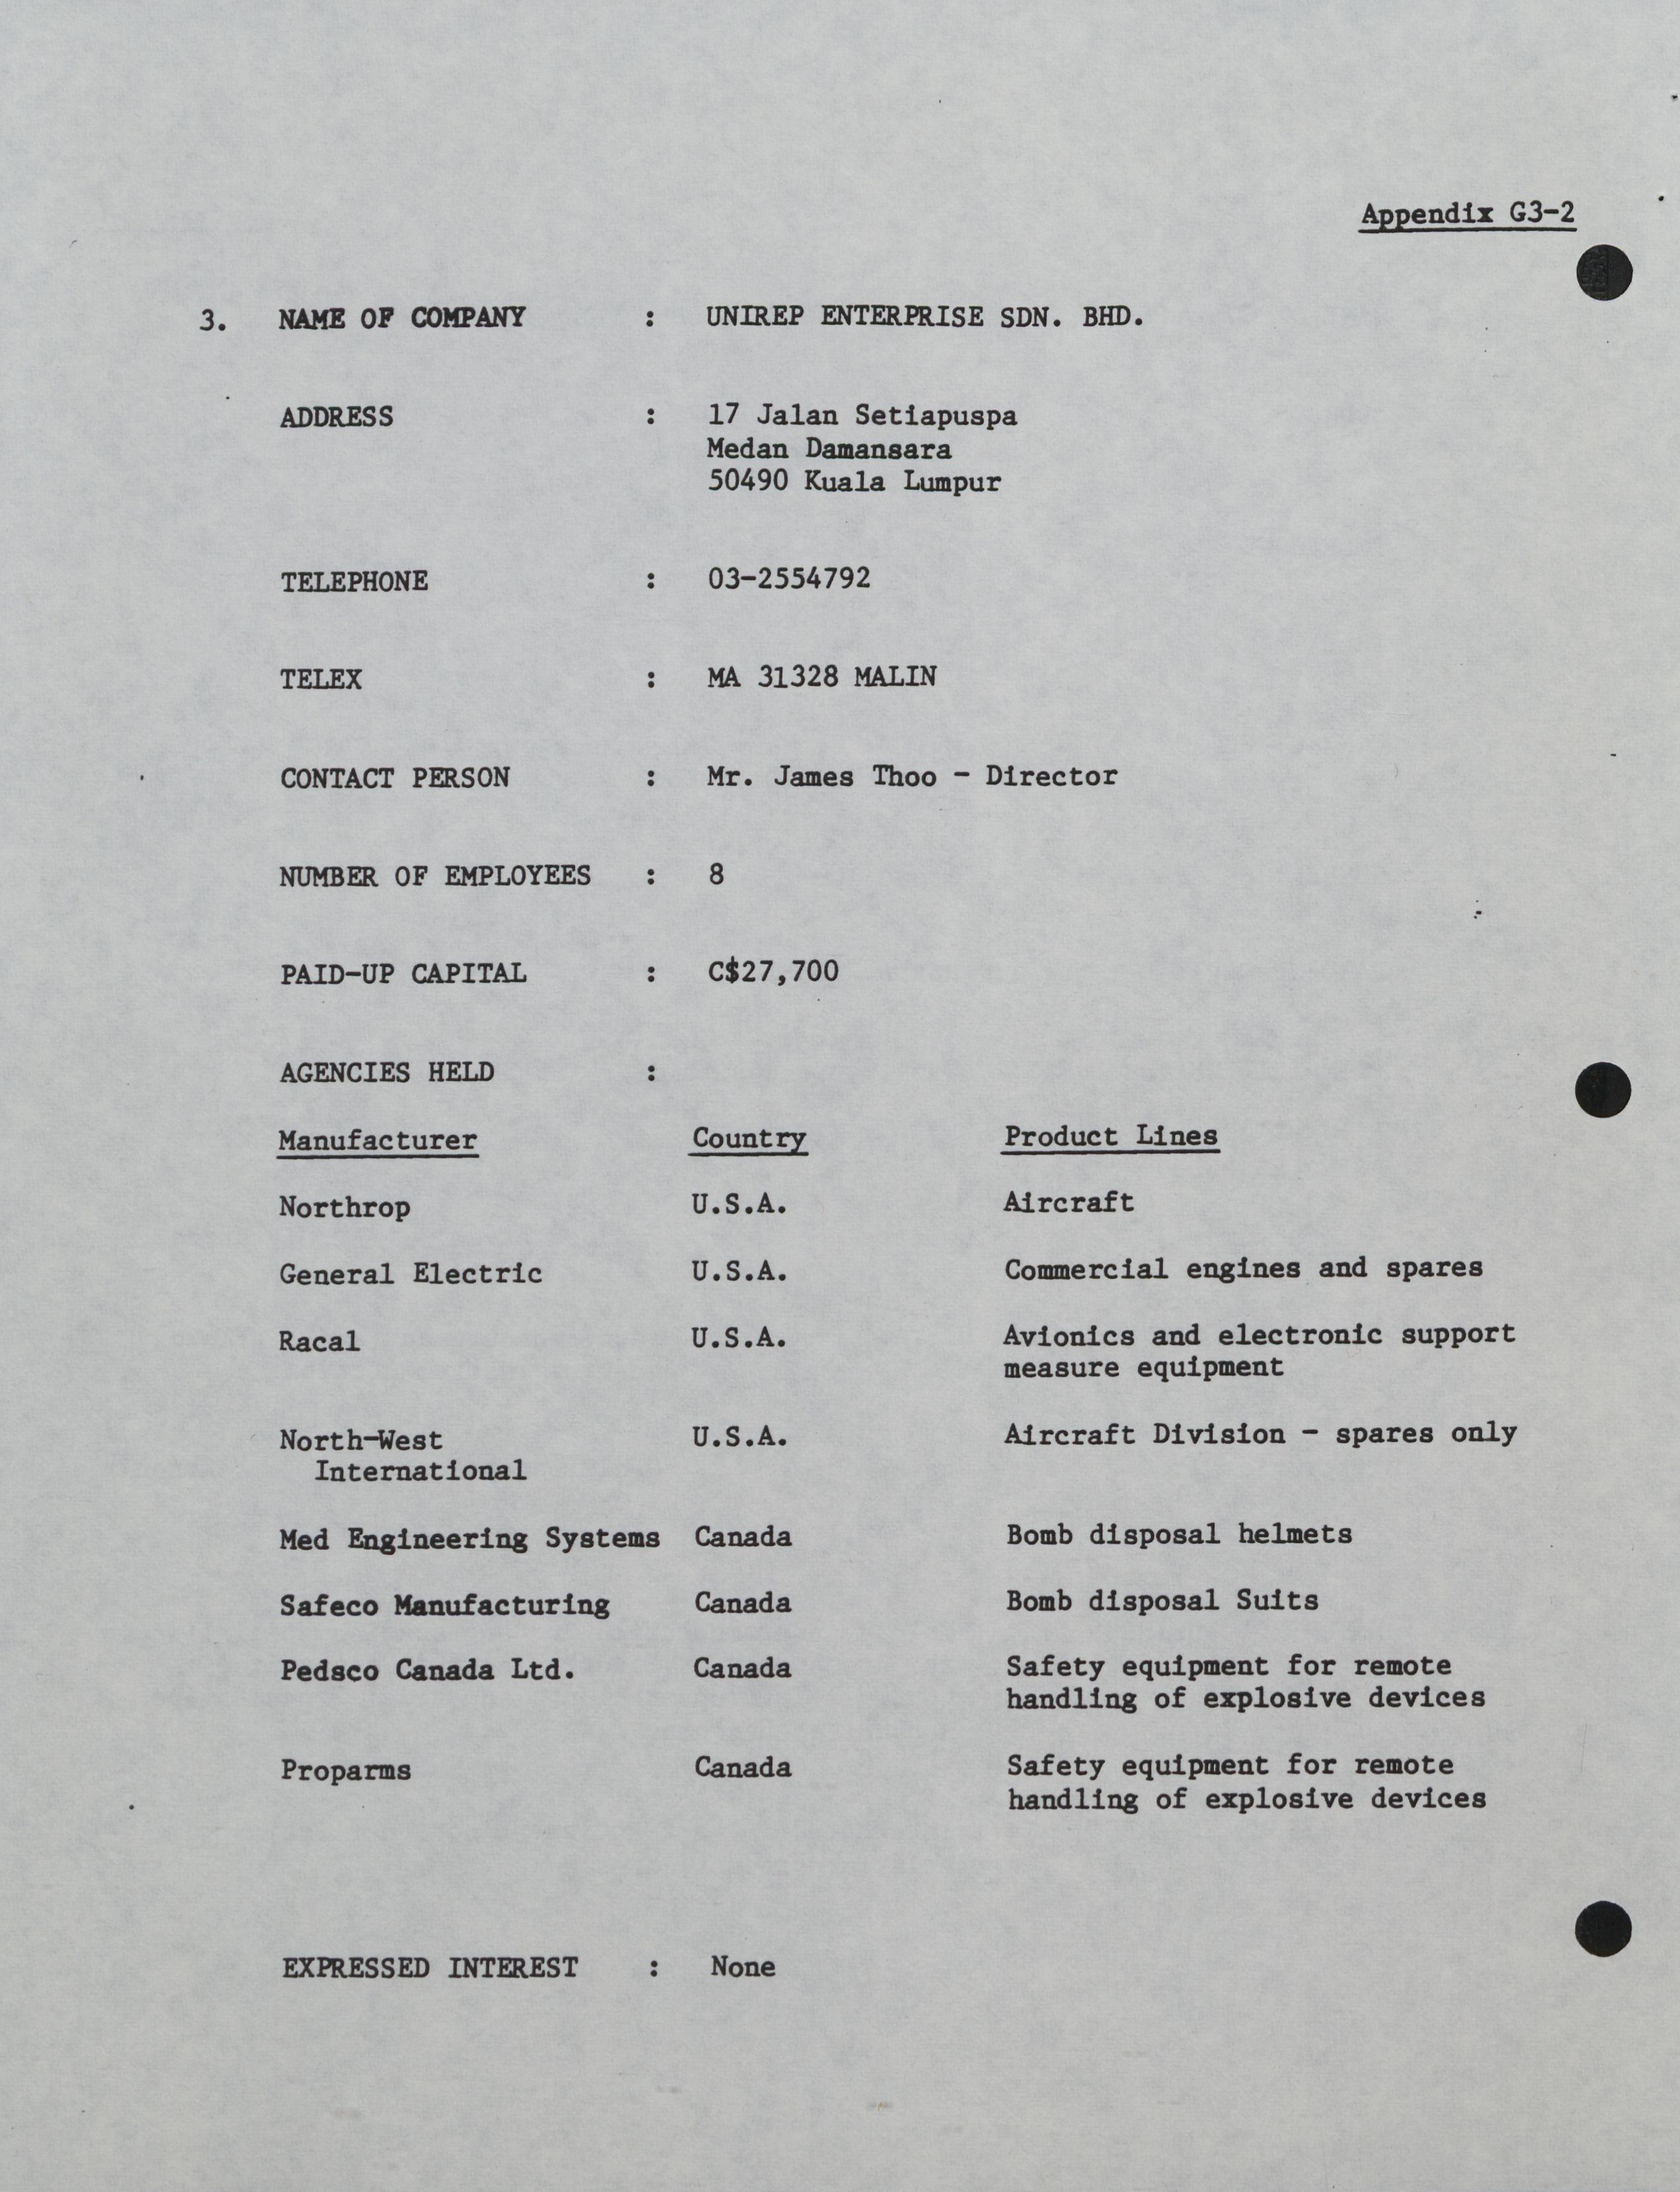 Appendix G3-2
3. NAME OF COMPANY : UNIREP ENTERPRISE SDN. BHD.
ADDRESS : 17 Jalan Setiapuspa
Medan Damansara
50490 Kuala Lumpur
TELEPHONE : 03-2554792
TELEX : MA 31328 MALIN
CONTACT PERSON : Mr. James Thoo - Director
NUMBER OF EMPLOYEES : 8
PAID-UP CAPITAL : C$27,700
AGENCIES HELD :
Manufacturer Country Product Lines
Northrop U.S.A. Aircraft
General Electric U.S.A. Commercial engines and spares
Racal U.S.A. Avionics and electronic support
measure equipment
North-West U.S.A. Aircraft Division - spares only
International
Med Engineering Systems Canada Bomb disposal helmets
Safeco Manufacturing Canada Bomb disposal Suits
Pedsco Canada Ltd. Canada Safety equipment for remote
handling of explosive devices
Proparms Canada Safety equipment for remote
handling of explosive devices
EXPRESSED INTEREST : None